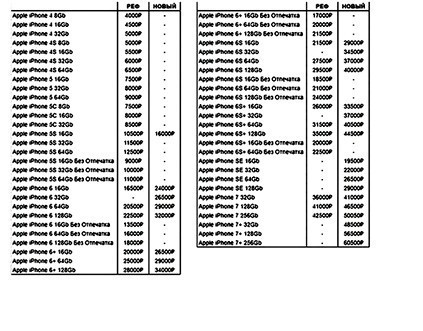 РЕФ НОВЫЙ
Apple iPhone 4 8Gb 4000Р -
Apple iPhone 4 16Gb 4500Р -
Apple iPhone 4 32Gb 5000Р -
Apple iPhone 4S 8Gb 5000Р -
Apple iPhone 4S 16Gb 5500Р -
Apple iPhone 4S 32Gb 6000Р -
Apple iPhone 4S 64Gb 6500Р -
Apple iPhone 5 16Gb 7500Р -
Apple iPhone 5 32Gb 8000Р -
Apple iPhone 5 64Gb 9000Р -
Apple iPhone 5C 8Gb 7500Р -
Apple iPhone 5C 16Gb 8000Р -
Apple iPhone 5C 32Gb 8500Р -
Apple iPhone 5S 16Gb 10500Р 16000Р
Apple iPhone 5S 32Gb 11500Р -
Apple iPhone 5S 64Gb 12500Р -
Apple iPhone 5S 16Gb Без Отпечатка 9000Р -
Apple iPhone 5S 32Gb Без Отпечатка 10000Р -
Apple iPhone 5S 64Gb Без Отпечатка 11000Р -
Apple iPhone 6 16Gb 16500Р 24000Р
Apple iPhone 6 32Gb - 26500Р
Apple iPhone 6 64Gb 20500Р 29000Р
Apple iPhone 6 128Gb 22500Р 32000Р
Apple iPhone 6 16Gb Без Отпечатка 13500Р -
Apple iPhone 6 64Gb Без Отпечатка 16000Р -
Apple iPhone 6 128Gb Без Отпечатка 18000Р -
Apple iPhone 6+ 16Gb 20000Р 26500Р
Apple iPhone 6+ 64Gb 25000Р 29000Р
Apple iPhone 6+ 128Gb 28000Р 34000Р
РЕФ НОВЫЙ
Apple iPhone 6+ 16Gb Без Отпечатка 17000Р -
Apple iPhone 6+ 64Gb Без Отпечатка 20000Р -
Apple iPhone 6+ 128Gb Без Отпечатка 21500Р -
Apple iPhone 6S 16Gb 21500Р 29000Р
Apple iPhone 6S 32Gb - 34500Р
Apple iPhone 6S 64Gb 27500Р 37000Р
Apple iPhone 6S 128Gb 29500Р 40000Р
Apple iPhone 6S 16Gb Без Отпечатка 18500Р -
Apple iPhone 6S 64Gb Без Отпечатка 21000Р -
Apple iPhone 6S 128Gb Без Отпечатка 24000Р -
Apple iPhone 6S+ 16Gb 26000Р 33500Р
Apple iPhone 6S+ 32Gb - 37000Р
Apple iPhone 6S+ 64Gb 31500Р 40500Р
Apple iPhone 6S+ 128Gb 35000Р 44500Р
Apple iPhone 6S+ 16Gb Без Отпечатка 20000Р -
Apple iPhone 6S+ 64Gb Без Отпечатка 22500Р -
Apple iPhone SE 16Gb - 19500Р
Apple iPhone SE 32Gb - 22000Р
Apple iPhone SE 64Gb - 26500Р
Apple iPhone SE 128Gb - 29000Р
Apple iPhone 7 32Gb 36000Р 41000Р
Apple iPhone 7 128Gb 41000Р 46500Р
Apple iPhone 7 256Gb 42500Р 50050Р
Apple iPhone 7+ 32Gb - 48500Р
Apple iPhone 7+ 128Gb - 56500Р
Apple iPhone 7+ 256Gb - 60500Р